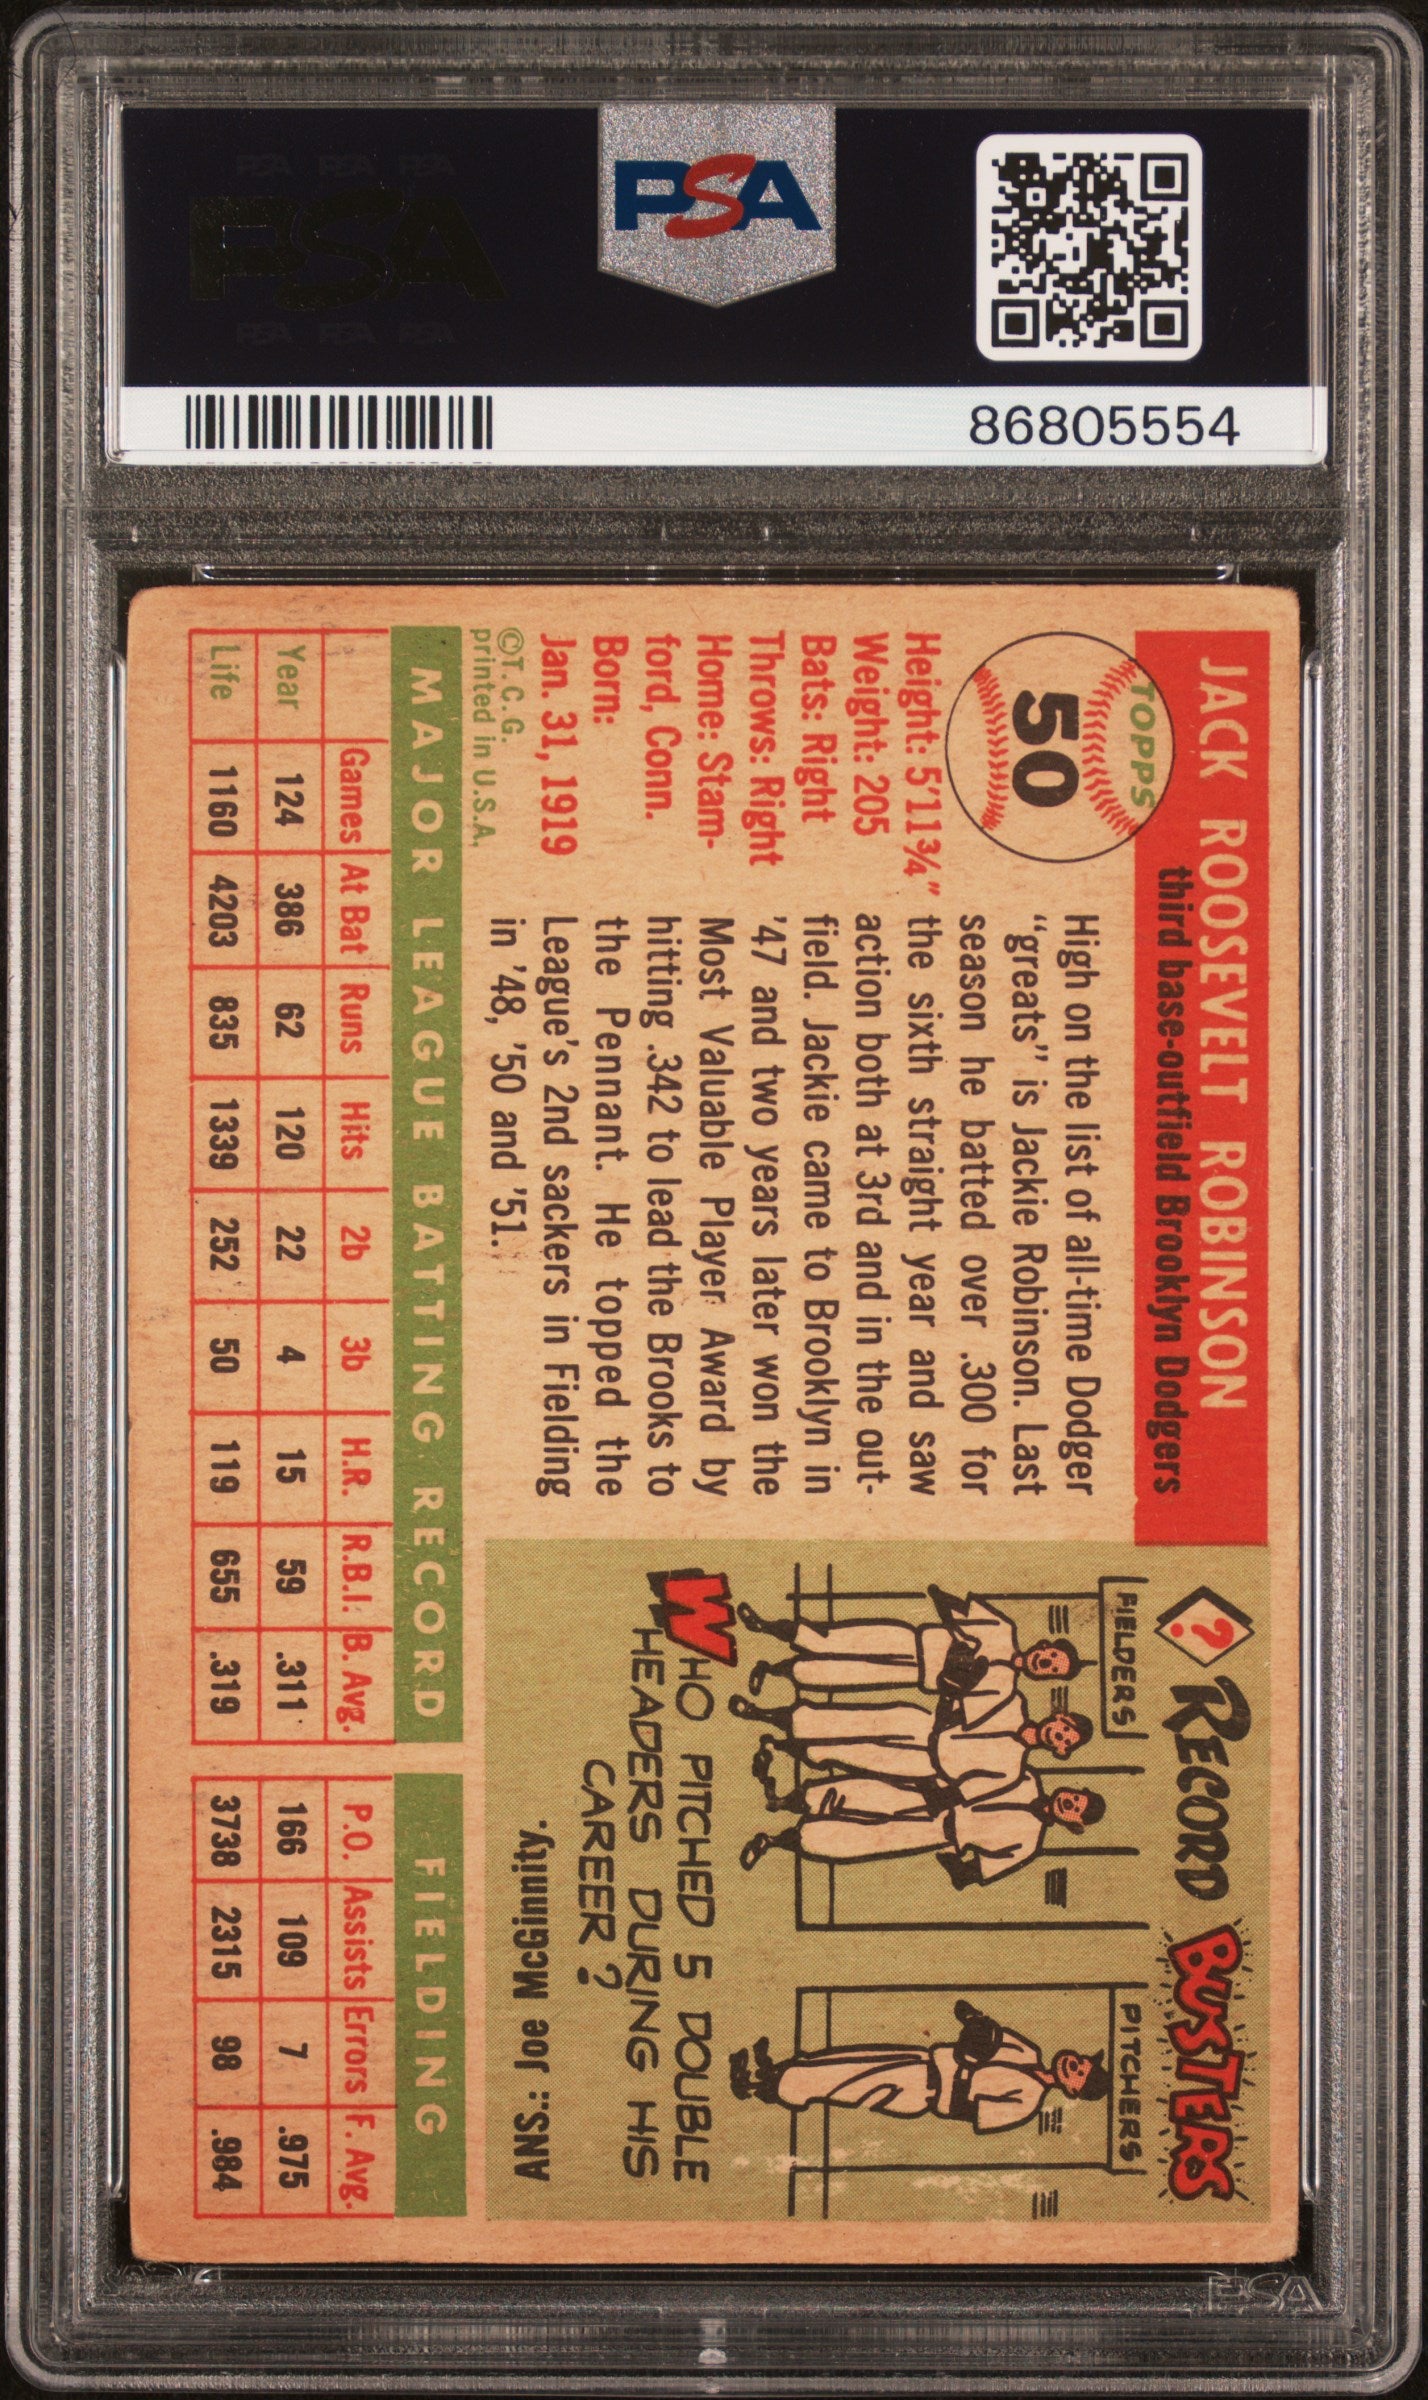 PSA PSA PSA
PSA
PSA PSA PSA
PSA
86805554
TOPPS
50
JACK ROOSEVELT ROBINSON
third base-outfield Brooklyn Dodgers
Height: 5'11¾"
Weight: 205
Bats: Right
Throws: Right
Home: Stam-
ford, Conn.
Born:
Jan. 31, 1919
©T.C.G.
printed in U.S.A.
High on the list of all-time Dodger
"greats" is Jackie Robinson. Last
season he batted over .300 for
the sixth straight year and saw
action both at 3rd and in the out-
field. Jackie came to Brooklyn in
'47 and two years later won the
Most Valuable Player Award by
hitting .342 to lead the Brooks to
the Pennant. He topped the
League's 2nd sackers in Fielding
in '48, '50 and '51.
? RECORD BUSTERS
FIELDERS
PITCHERS
WHO PITCHED 5 DOUBLE
HEADERS DURING HIS
CAREER?
ANS.: Joe McGinnity.
MAJOR LEAGUE BATTING RECORD
Games At Bat Runs Hits 2b 3b H.R. R.B.I. B. Avg.
Year 124 386 62 120 22 4 15 59 .311
Life 1160 4203 835 1339 252 50 119 655 .319
FIELDING
P.O. Assists Errors F. Avg.
166 109 7 .975
3738 2315 98 .984
PSA